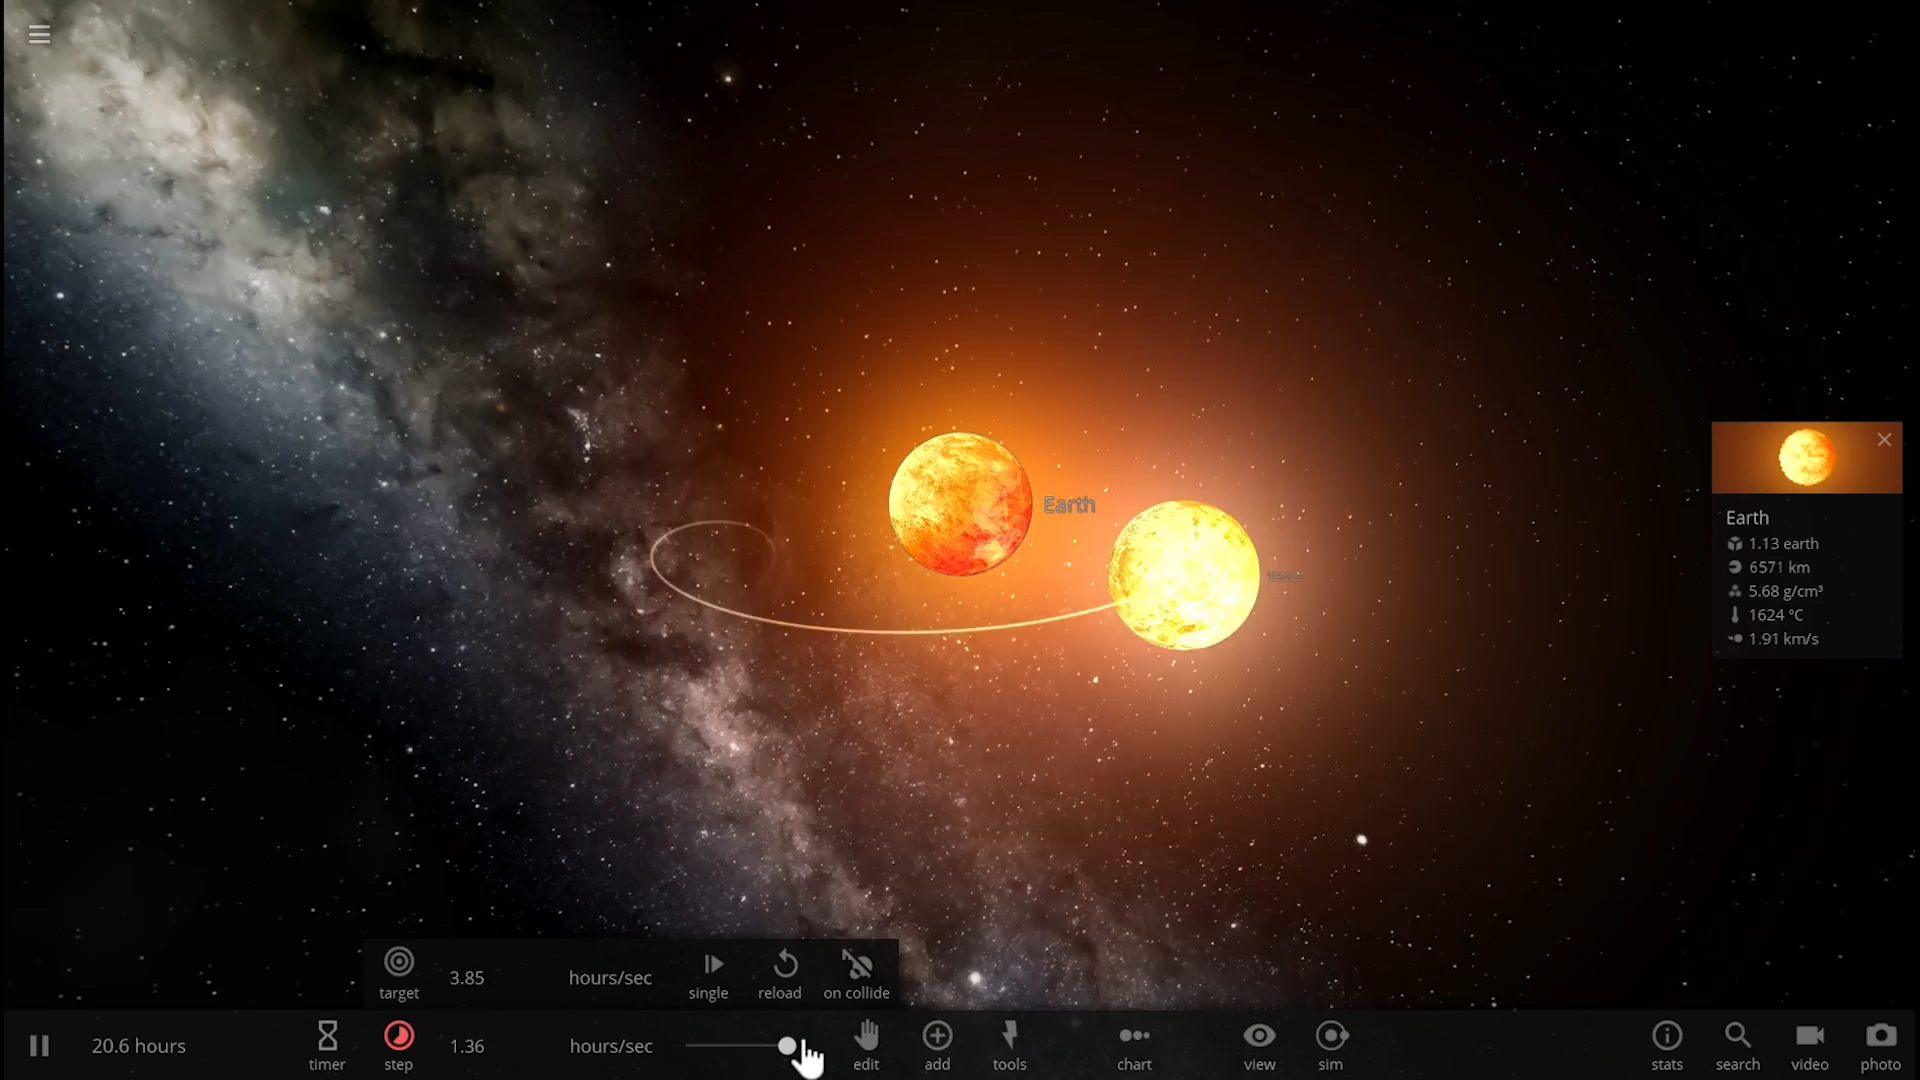 Earth
Venus
Earth
1.13 earth
6571 km
5.68 g/cm³
1624 °C
1.91 km/s
target
3.85
hours/sec
single
reload
on collide
20.6 hours
timer
step
1.36
hours/sec
edit
add
tools
chart
view
sim
stats
search
video
photo